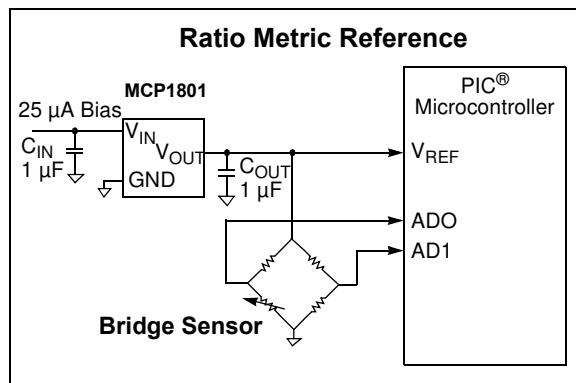 Ratio Metric Reference
MCP1801
PIC®
Microcontroller
25 µA Bias
VIN
VOUT
GND
CIN
1 µF
COUT
1 µF
VREF
ADO
AD1
Bridge Sensor